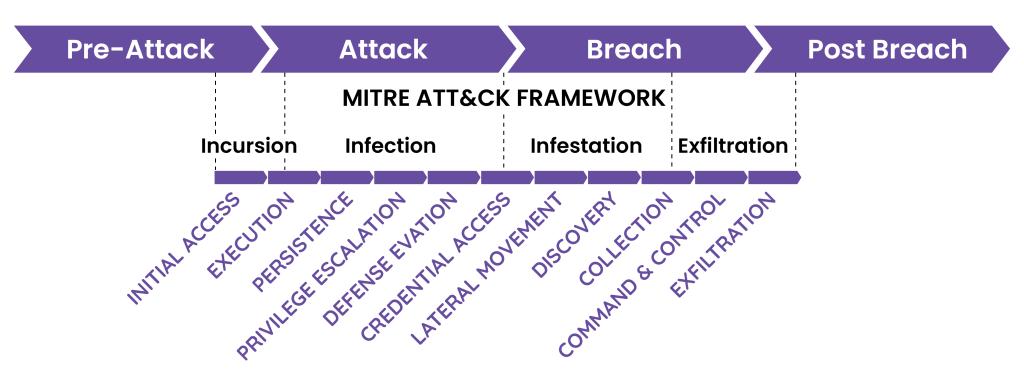 Pre-Attack
Attack
Breach
Post Breach
MITRE ATT&CK FRAMEWORK
Incursion
Infection
Infestation
Exfiltration
INITIAL ACCESS
EXECUTION
PERSISTENCE
PRIVILEGE ESCALATION
DEFENSE EVATION
CREDENTIAL ACCESS
LATERAL MOVEMENT
DISCOVERY
COLLECTION
COMMAND & CONTROL
EXFILTRATION